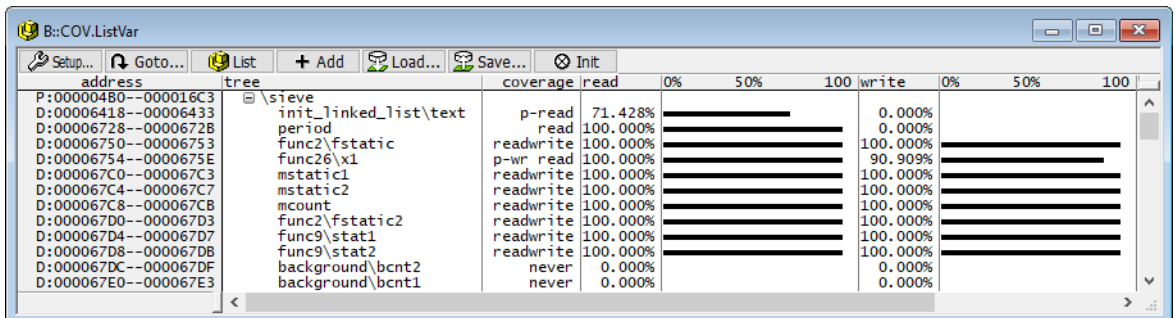 B::COV.ListVar
Setup... Goto... List Add Load... Save... Init
address tree coverage read 0% 50% 100 write 0% 50% 100
P:000004B0--000016C3 \sieve
D:00006418--00006433 init_linked_list\text p-read 71.428% 0.000%
D:00006728--0000672B period read 100.000% 0.000%
D:00006750--00006753 func2\fstatic readwrite 100.000% 100.000%
D:00006754--0000675E func26\x1 p-wr read 100.000% 90.909%
D:000067C0--000067C3 mstatic1 readwrite 100.000% 100.000%
D:000067C4--000067C7 mstatic2 readwrite 100.000% 100.000%
D:000067C8--000067CB mcount readwrite 100.000% 100.000%
D:000067D0--000067D3 func2\fstatic2 readwrite 100.000% 100.000%
D:000067D4--000067D7 func9\stat1 readwrite 100.000% 100.000%
D:000067D8--000067DB func9\stat2 readwrite 100.000% 100.000%
D:000067DC--000067DF background\bcnt2 never 0.000% 0.000%
D:000067E0--000067E3 background\bcnt1 never 0.000% 0.000%